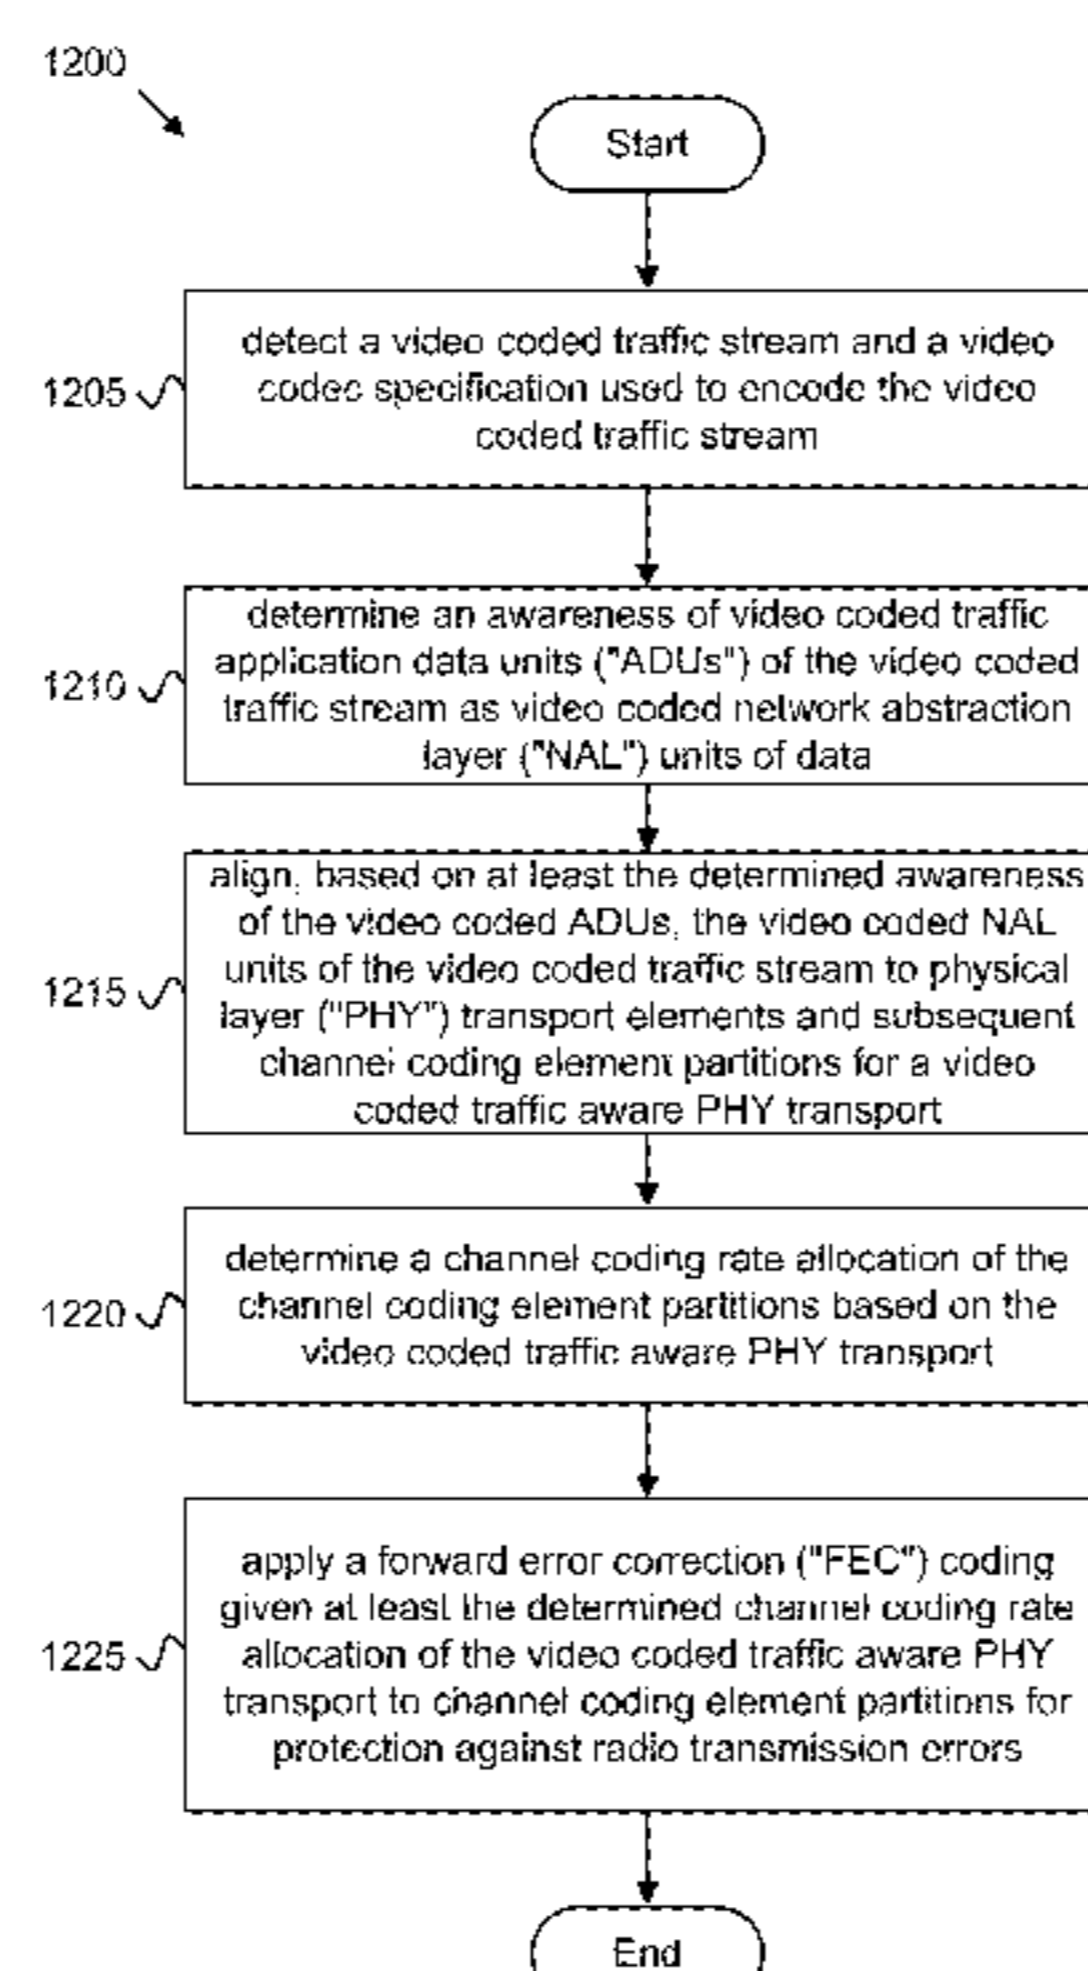 1200
Start
detect a video coded traffic stream and a video
1205
codec specification used to encode the video
coded traffic stream
determine an awareness of video coded traffic
application data units ("ADUs") of the video coded
1210
traffic stream as video coded network abstraction
layer ("NAL") units of data
align, based on at least the determined awareness
of the video coded ADUs, the video coded NAL
units of the video coded traffic stream to physical
1215
layer ("PHY") transport elements and subsequent
channel coding element partitions for a video
coded traffic aware PHY transport
determine a channel coding rate allocation of the
1220
channel coding element partitions based on the
video coded traffic aware PHY transport
apply a forward error correction ("FEC") coding
given at least the determined channel coding rate
1225
allocation of the video coded traffic aware PHY
transport to channel coding element partitions for
protection against radio transmission errors
End